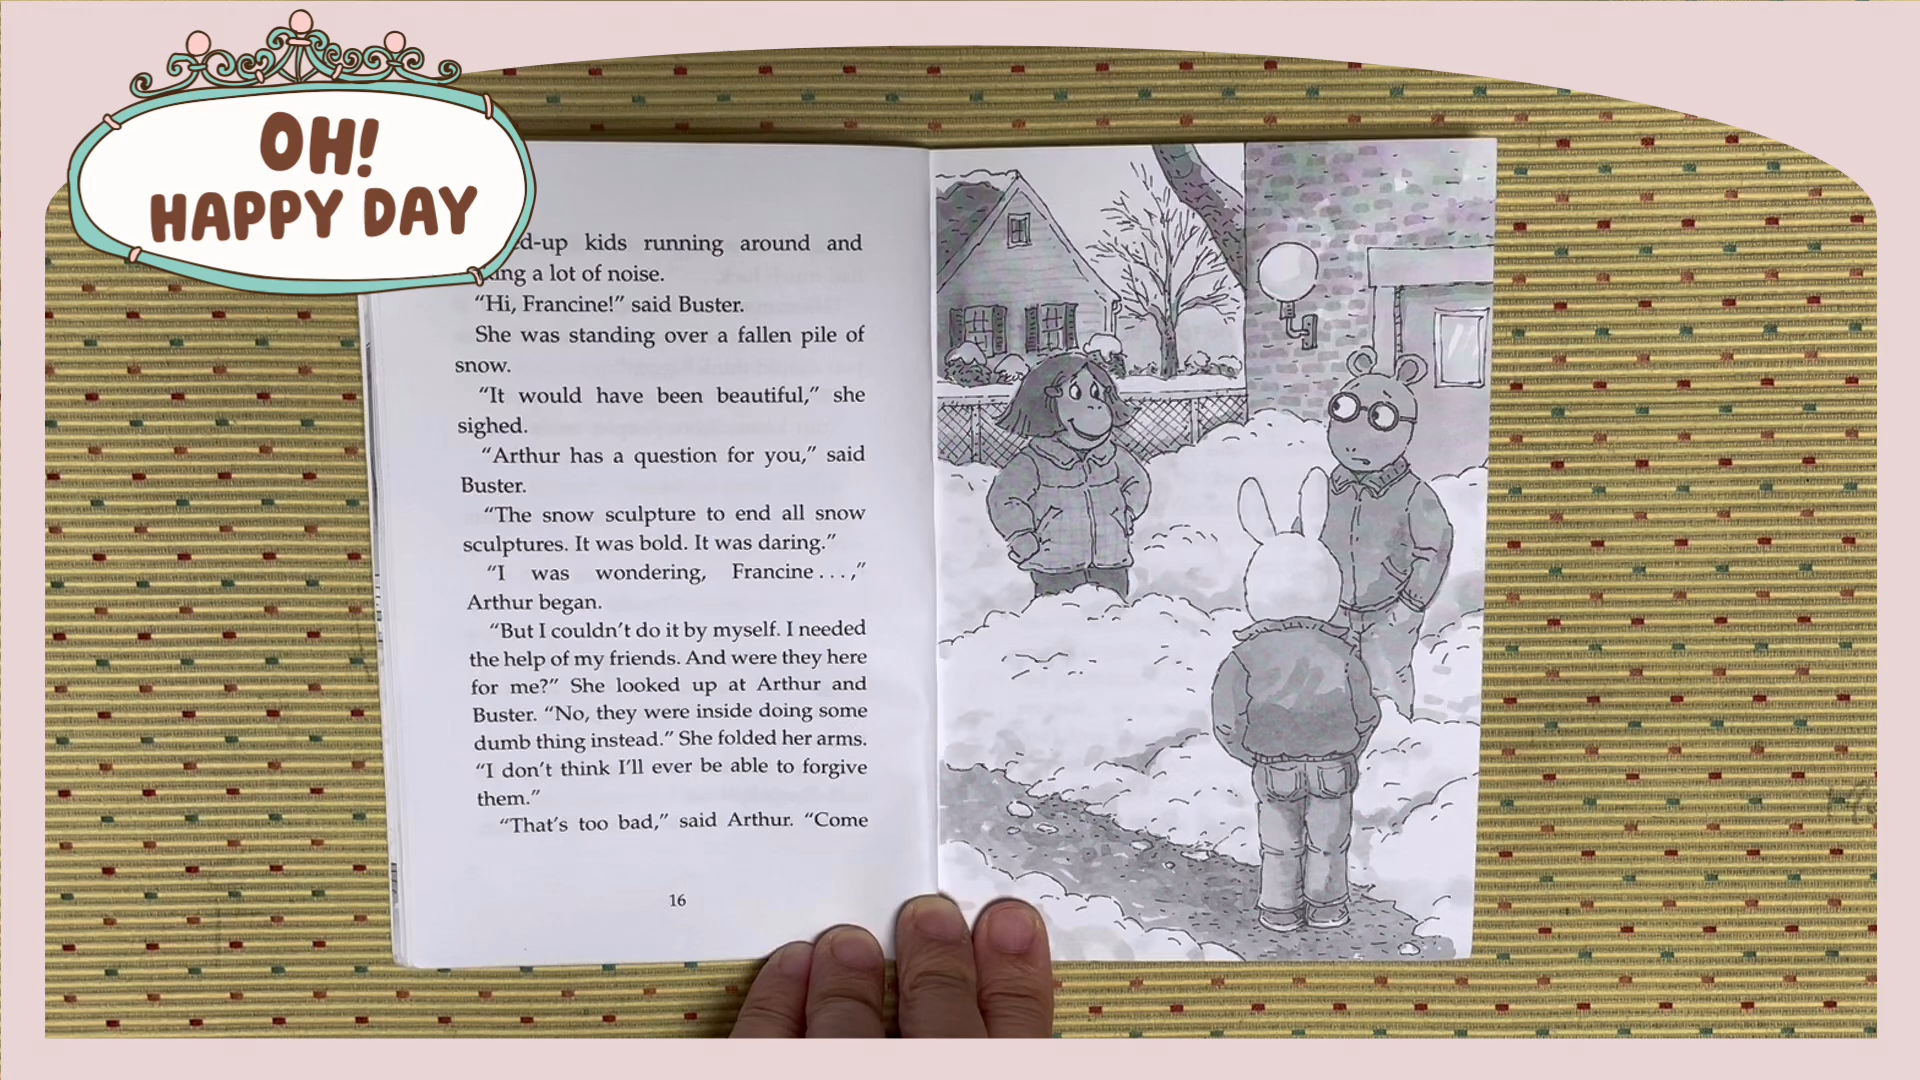 OH!
HAPPY DAY
kids running around and
a lot of noise.
“Hi, Francine!” said Buster.
She was standing over a fallen pile of
snow.
“It would have been beautiful,” she
sighed.
“Arthur has a question for you,” said
Buster.
“The snow sculpture to end all snow
sculptures. It was bold. It was daring.”
“I was wondering, Francine . . . ,”
Arthur began.
“But I couldn’t do it by myself. I needed
the help of my friends. And were they here
for me?” She looked up at Arthur and
Buster. “No, they were inside doing some
dumb thing instead.” She folded her arms.
“I don’t think I’ll ever be able to forgive
them.”
“That’s too bad,” said Arthur. “Come
16